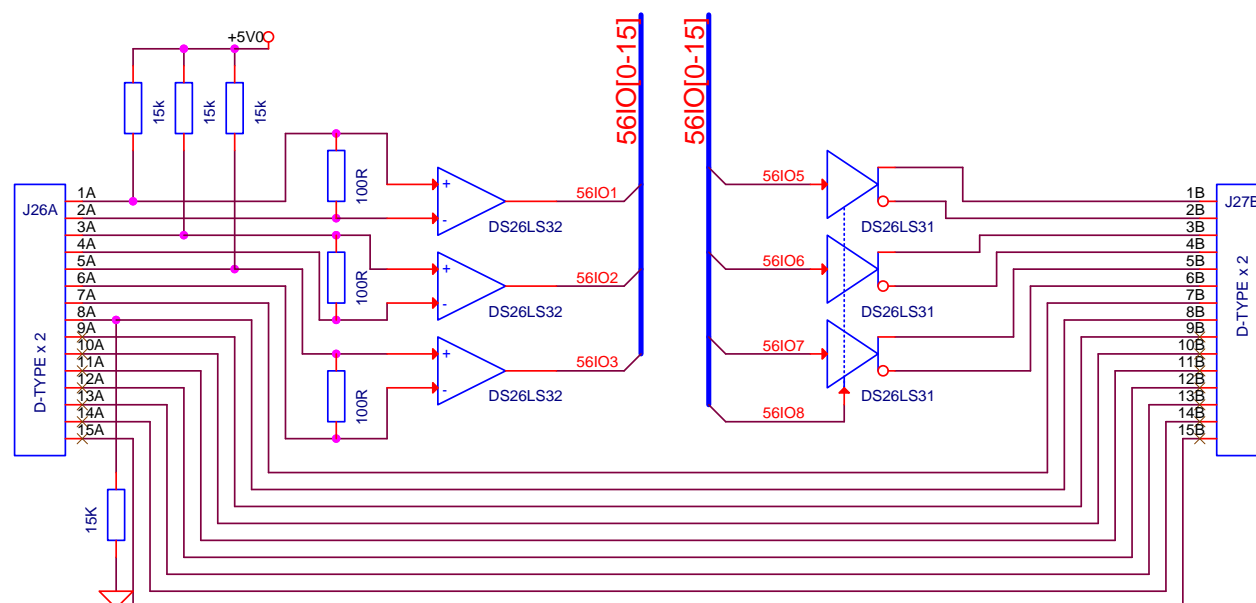 +5V0
15k
15k
15k
56IO[0-15]
56IO[0-15]
J26A
D-TYPE x 2
1A
2A
3A
4A
5A
6A
7A
8A
9A
10A
11A
12A
13A
14A
15A
100R
100R
100R
15K
+
-
DS26LS32
+
-
DS26LS32
+
-
DS26LS32
56IO1
56IO2
56IO3
56IO5
56IO6
56IO7
56IO8
DS26LS31
DS26LS31
DS26LS31
1B
2B
3B
4B
5B
6B
7B
8B
9B
10B
11B
12B
13B
14B
15B
D-TYPE x 2